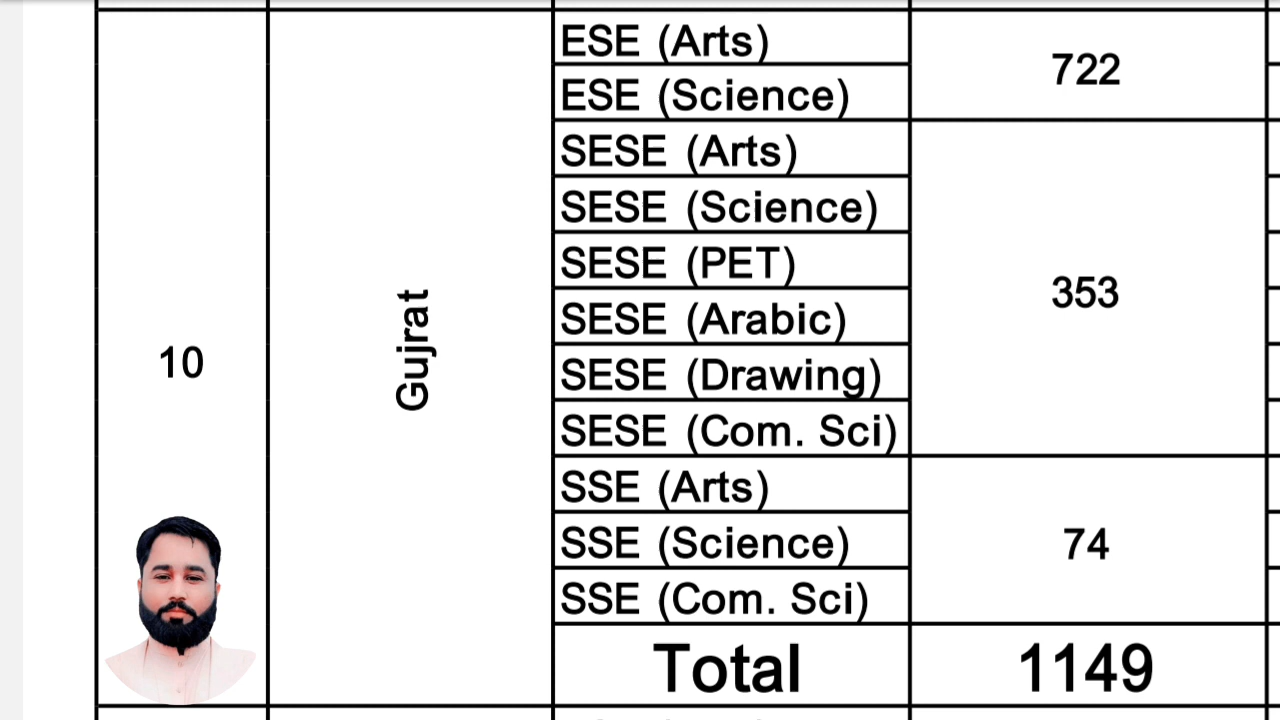 ESE (Arts)
722
ESE (Science)
SESE (Arts)
SESE (Science)
SESE (PET)
353
SESE (Arabic)
10
Gujrat
SESE (Drawing)
SESE (Com. Sci)
SSE (Arts)
SSE (Science)
74
SSE (Com. Sci)
Total
1149